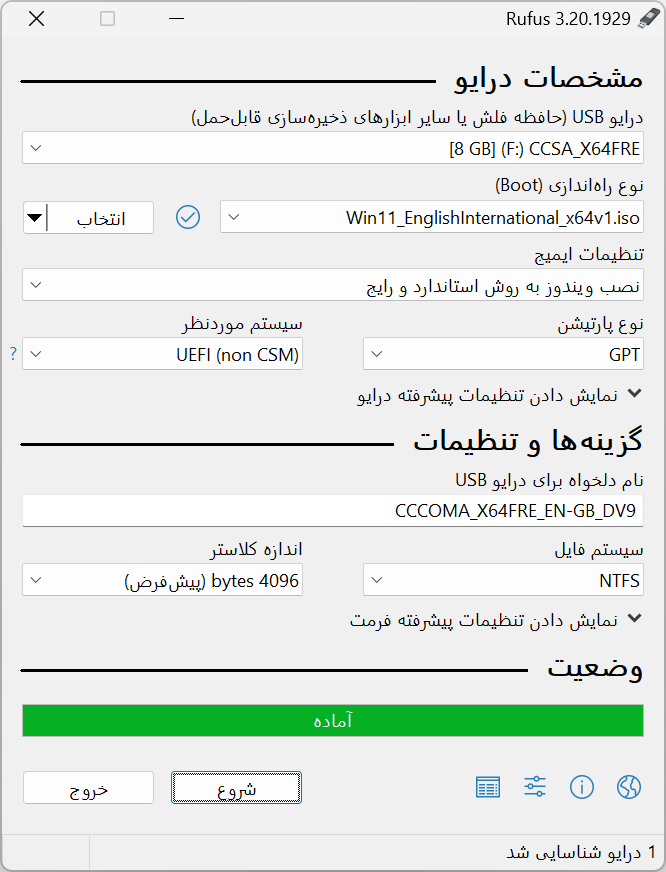 Rufus 3.20.1929
مشخصات درایو
درایو USB (حافظه فلش یا سایر ابزارهای ذخیره‌سازی قابل‌حمل)
[8 GB] (F:) CCSA_X64FRE
نوع راه‌اندازی (Boot)
Win11_EnglishInternational_x64v1.iso
انتخاب
تنظیمات ایمیج
نصب ویندوز به روش استاندارد و رایج
نوع پارتیشن
سیستم موردنظر
GPT
UEFI (non CSM)
?
نمایش دادن تنظیمات پیشرفته درایو
گزینه‌ها و تنظیمات
نام دلخواه برای درایو USB
CCCOMA_X64FRE_EN-GB_DV9
سیستم فایل
اندازه کلاستر
NTFS
4096 bytes (پیش‌فرض)
نمایش دادن تنظیمات پیشرفته فرمت
وضعیت
آماده
شروع
خروج
1 درایو شناسایی شد